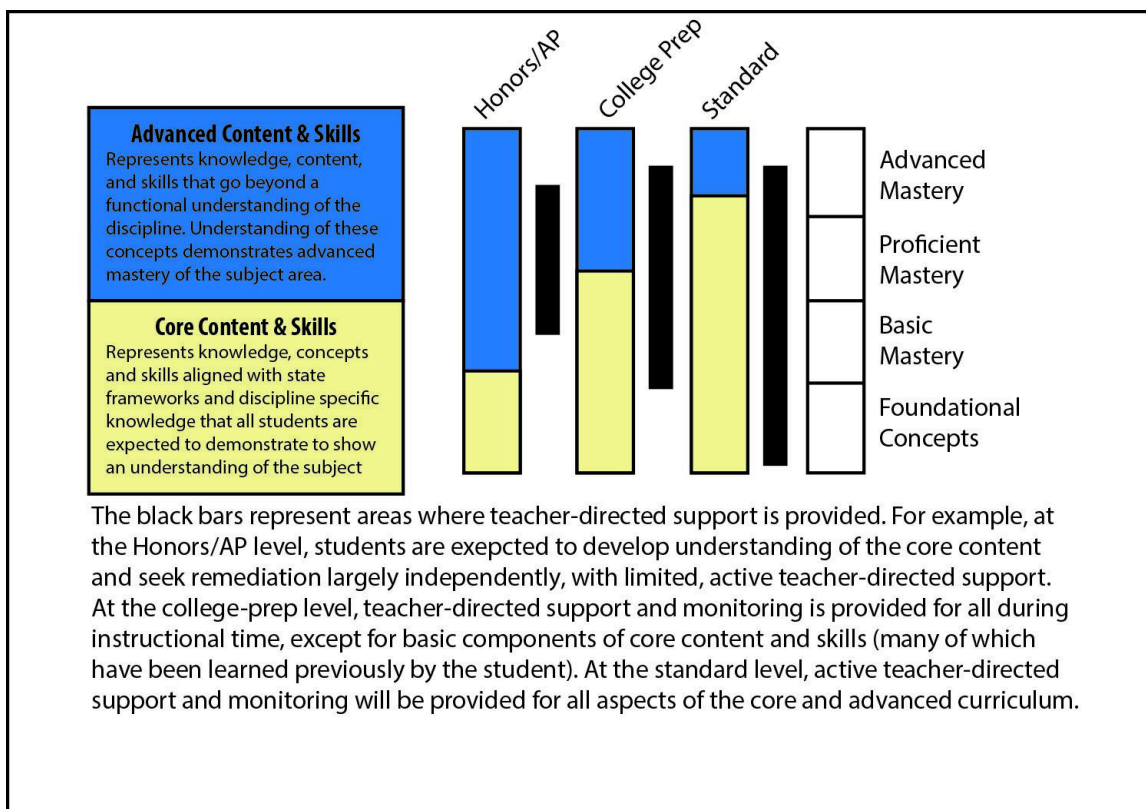 Honors/AP
College Prep
Standard
Advanced Content & Skills
Represents knowledge, content,
and skills that go beyond a
functional understanding of the
discipline. Understanding of these
concepts demonstrates advanced
mastery of the subject area.
Core Content & Skills
Represents knowledge, concepts
and skills aligned with state
frameworks and discipline specific
knowledge that all students are
expected to demonstrate to show
an understanding of the subject
Advanced
Mastery
Proficient
Mastery
Basic
Mastery
Foundational
Concepts
The black bars represent areas where teacher-directed support is provided. For example, at
the Honors/AP level, students are exepcted to develop understanding of the core content
and seek remediation largely independently, with limited, active teacher-directed support.
At the college-prep level, teacher-directed support and monitoring is provided for all during
instructional time, except for basic components of core content and skills (many of which
have been learned previously by the student). At the standard level, active teacher-directed
support and monitoring will be provided for all aspects of the core and advanced curriculum.